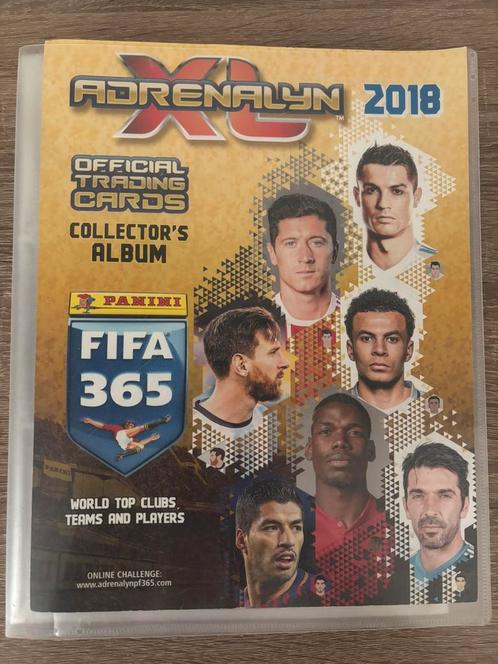 ADRENALYN
XL™
2018
OFFICIAL
TRADING
CARDS
COLLECTOR'S
ALBUM
PANINI
FIFA
365
WORLD TOP CLUBS,
TEAMS AND PLAYERS
ONLINE CHALLENGE:
www.adrenalynpf365.com